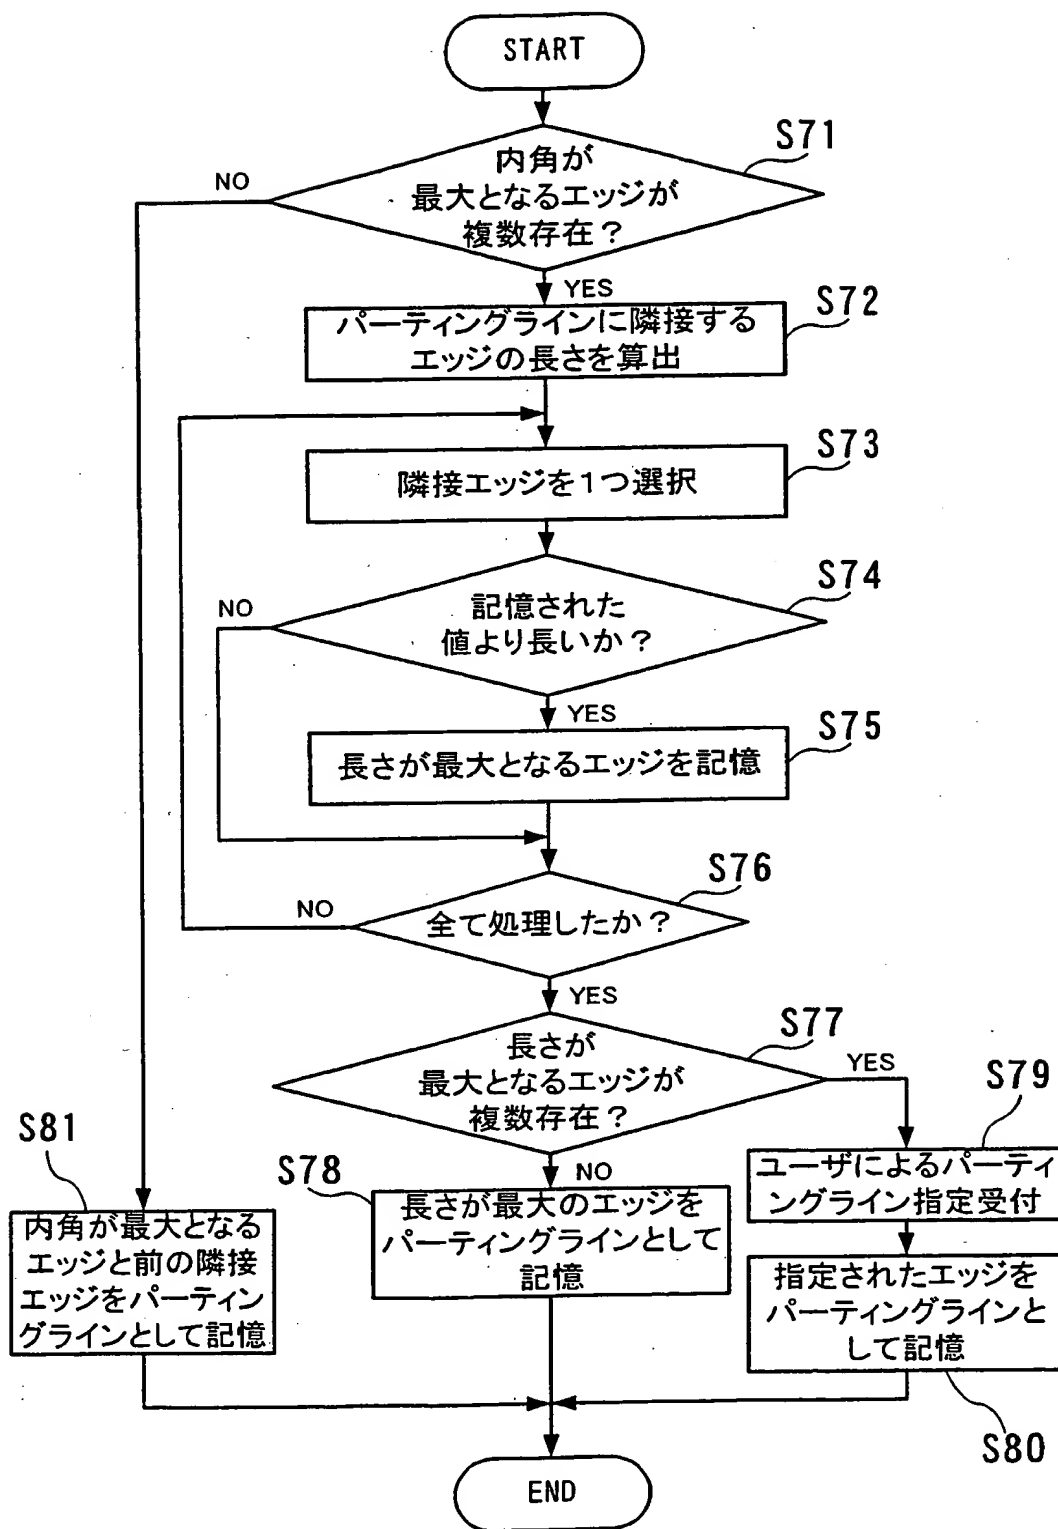 START
S71
内角が
最大となるエッジが
複数存在？
NO
YES
S72
パーティングラインに隣接する
エッジの長さを算出
S73
隣接エッジを１つ選択
S74
記憶された
値より長いか？
NO
YES
S75
長さが最大となるエッジを記憶
S76
全て処理したか？
NO
YES
S77
長さが
最大となるエッジが
複数存在？
YES
NO
S79
ユーザによるパーティ
ングライン指定受付
S81
内角が最大となる
エッジと前の隣接
エッジをパーティン
グラインとして記憶
S78
長さが最大のエッジを
パーティングラインとして
記憶
指定されたエッジを
パーティングラインと
して記憶
S80
END